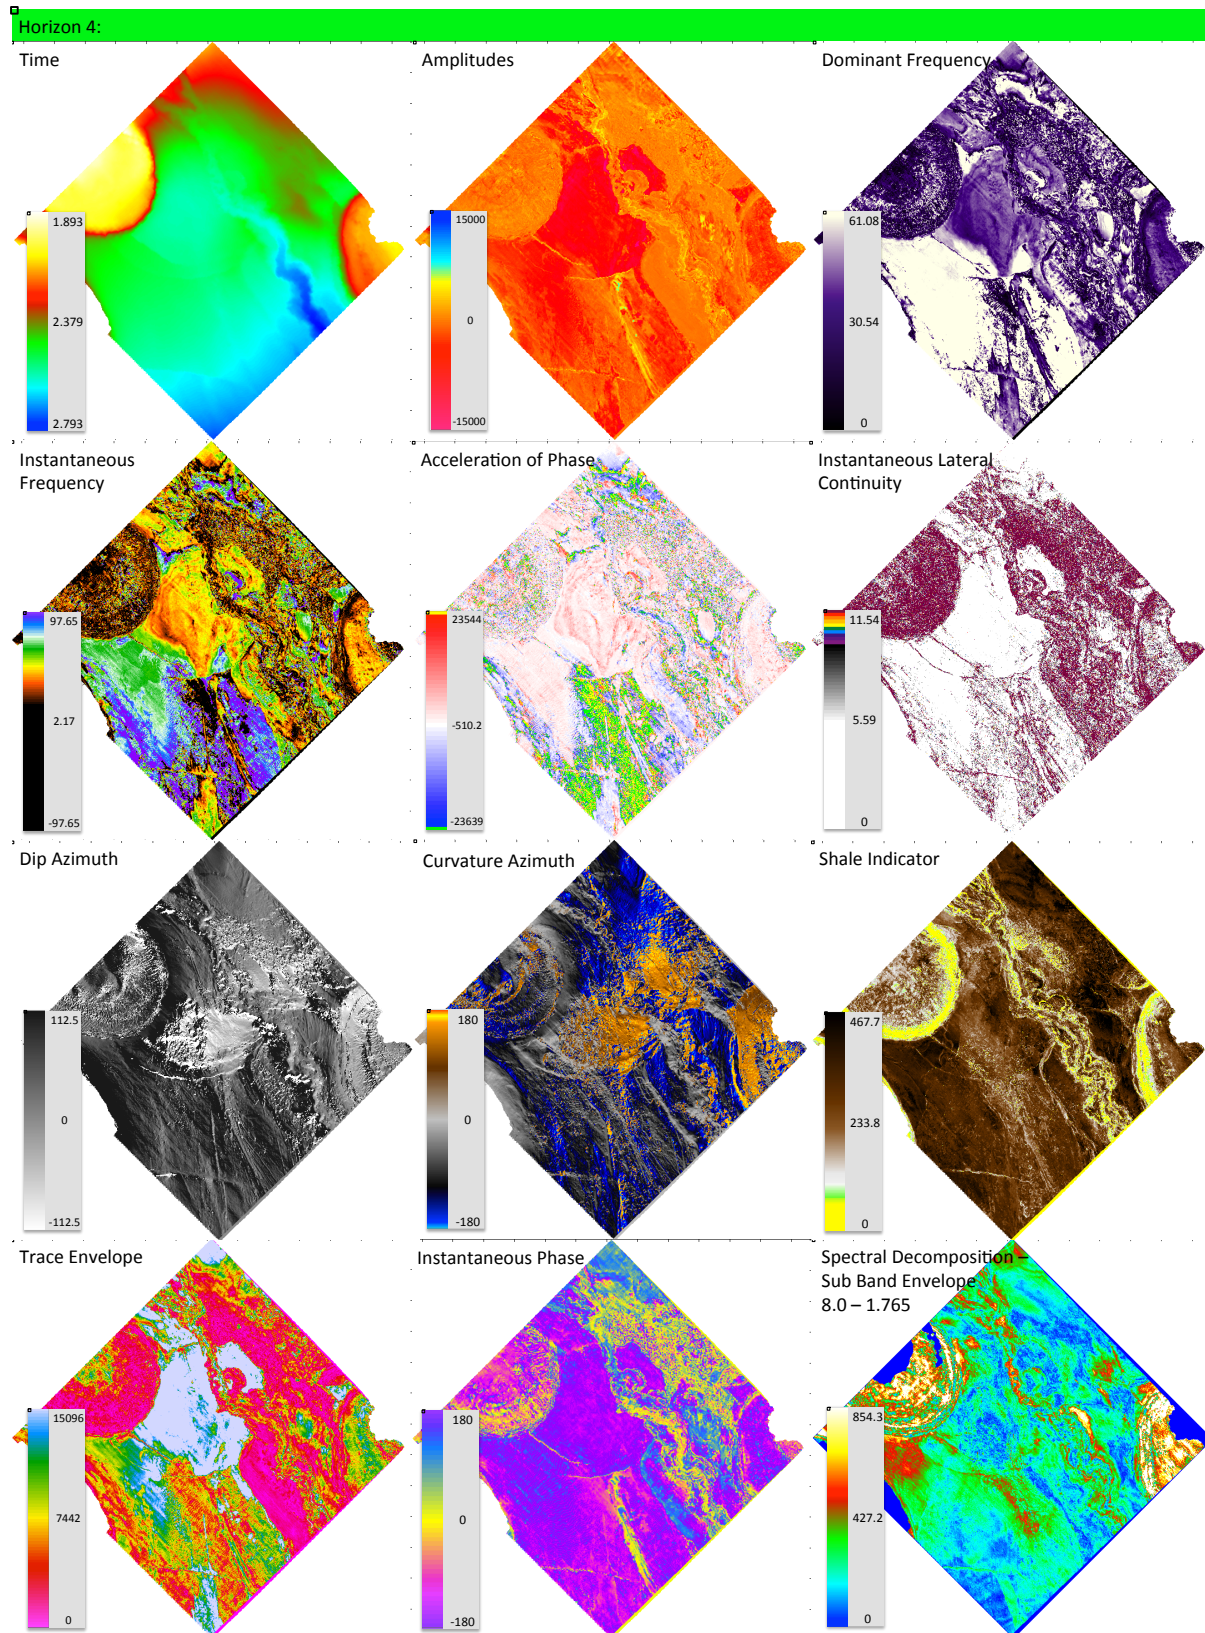 Horizon 4:
Time
Amplitudes
Dominant Frequency
1.893
2.379
2.793
15000
0
-15000
61.08
30.54
0
Instantaneous
Frequency
Acceleration of Phase
Instantaneous Lateral
Continuity
97.65
2.17
-97.65
23544
-510.2
-23639
11.54
5.59
0
Dip Azimuth
Curvature Azimuth
Shale Indicator
112.5
0
-112.5
180
0
-180
467.7
233.8
0
Trace Envelope
Instantaneous Phase
Spectral Decomposition –
Sub Band Envelope
8.0 – 1.765
15096
7442
0
180
0
-180
854.3
427.2
0